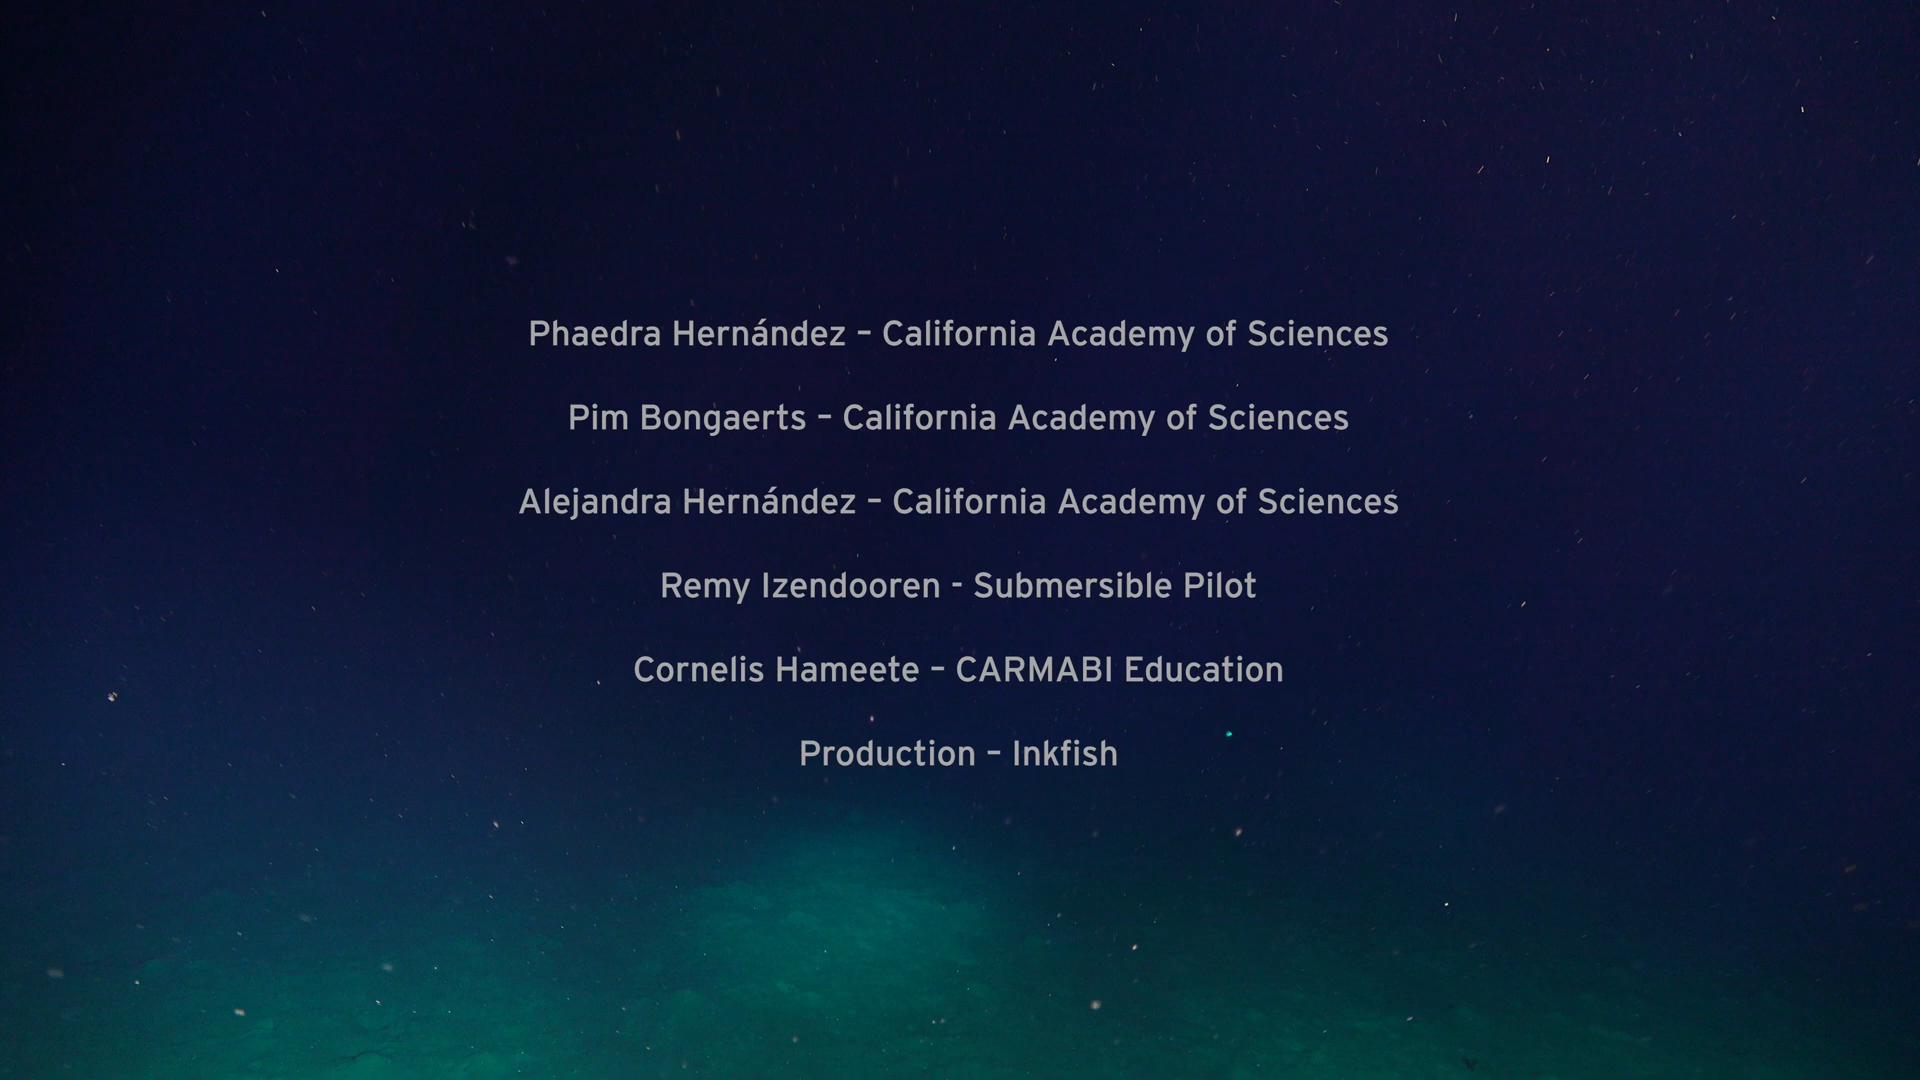 Phaedra Hernández – California Academy of Sciences
Pim Bongaerts – California Academy of Sciences
Alejandra Hernández – California Academy of Sciences
Remy Izendooren - Submersible Pilot
Cornelis Hameete – CARMABI Education
Production – Inkfish